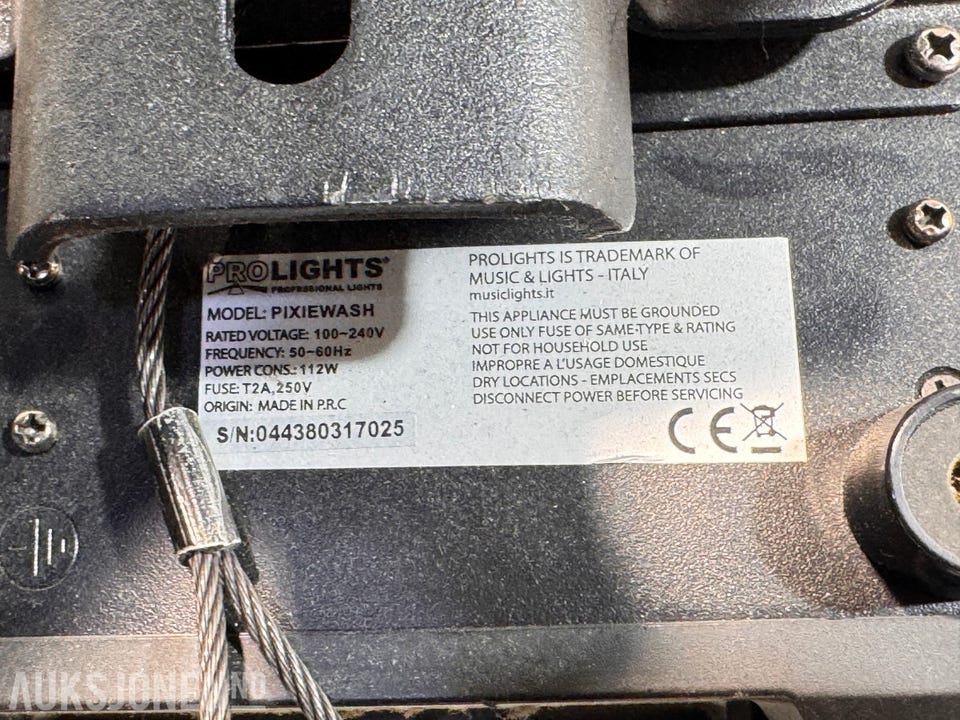 PROLIGHTS®
PROFESSIONAL LIGHTS
MODEL: PIXIEWASH
RATED VOLTAGE: 100~240V
FREQUENCY: 50~60Hz
POWER CONS.: 112W
FUSE: T2A, 250V
ORIGIN: MADE IN P.R.C
S/N:044380317025
PROLIGHTS IS TRADEMARK OF
MUSIC & LIGHTS - ITALY
musiclights.it
THIS APPLIANCE MUST BE GROUNDED
USE ONLY FUSE OF SAME-TYPE & RATING
NOT FOR HOUSEHOLD USE
IMPROPRE A L'USAGE DOMESTIQUE
DRY LOCATIONS - EMPLACEMENTS SECS
DISCONNECT POWER BEFORE SERVICING
CE
AUKSJONEN.NO